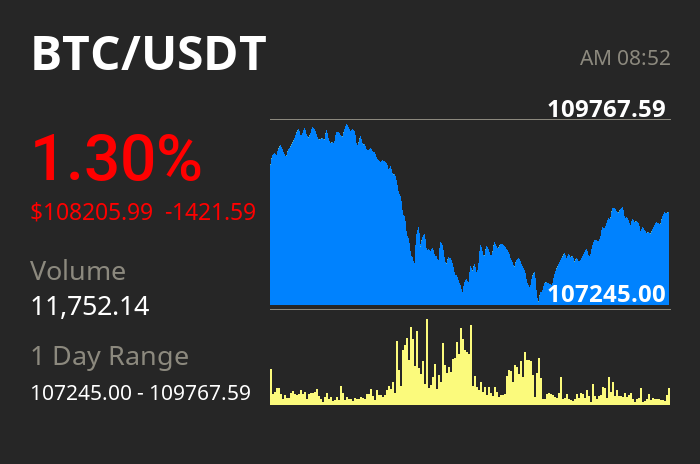 BTC/USDT
AM 08:52
109767.59
1.30%
$108205.99 -1421.59
Volume
11,752.14
107245.00
1 Day Range
107245.00 - 109767.59